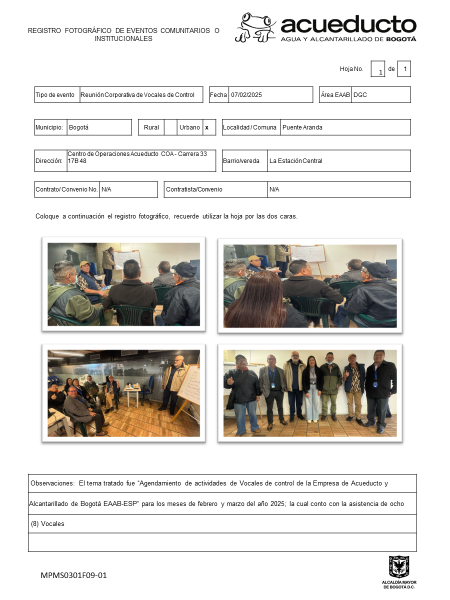 REGISTRO FOTOGRÁFICO DE EVENTOS COMUNITARIOS O
INSTITUCIONALES
acueducto
AGUA Y ALCANTARILLADO DE BOGOTÁ
Hoja No. 1 de 1
Tipo de evento Reunión Corporativa de Vocales de Control Fecha 07/02/2025 Área EAAB DGC
Municipio: Bogotá Rural Urbano x Localidad / Comuna Puente Aranda
Dirección: Centro de Operaciones Acueducto COA - Carrera 33
17B 48 Barrio/vereda La Estación Central
Contrato/ Convenio No. N/A Contratista/Convenio N/A
Coloque a continuación el registro fotográfico, recuerde utilizar la hoja por las dos caras.
Observaciones: El tema tratado fue "Agendamiento de actividades de Vocales de control de la Empresa de Acueducto y
Alcantarillado de Bogotá EAAB-ESP" para los meses de febrero y marzo del año 2025; la cual conto con la asistencia de ocho
(8) Vocales
MPMS0301F09-01
ALCALDÍA MAYOR
DE BOGOTÁ D.C.